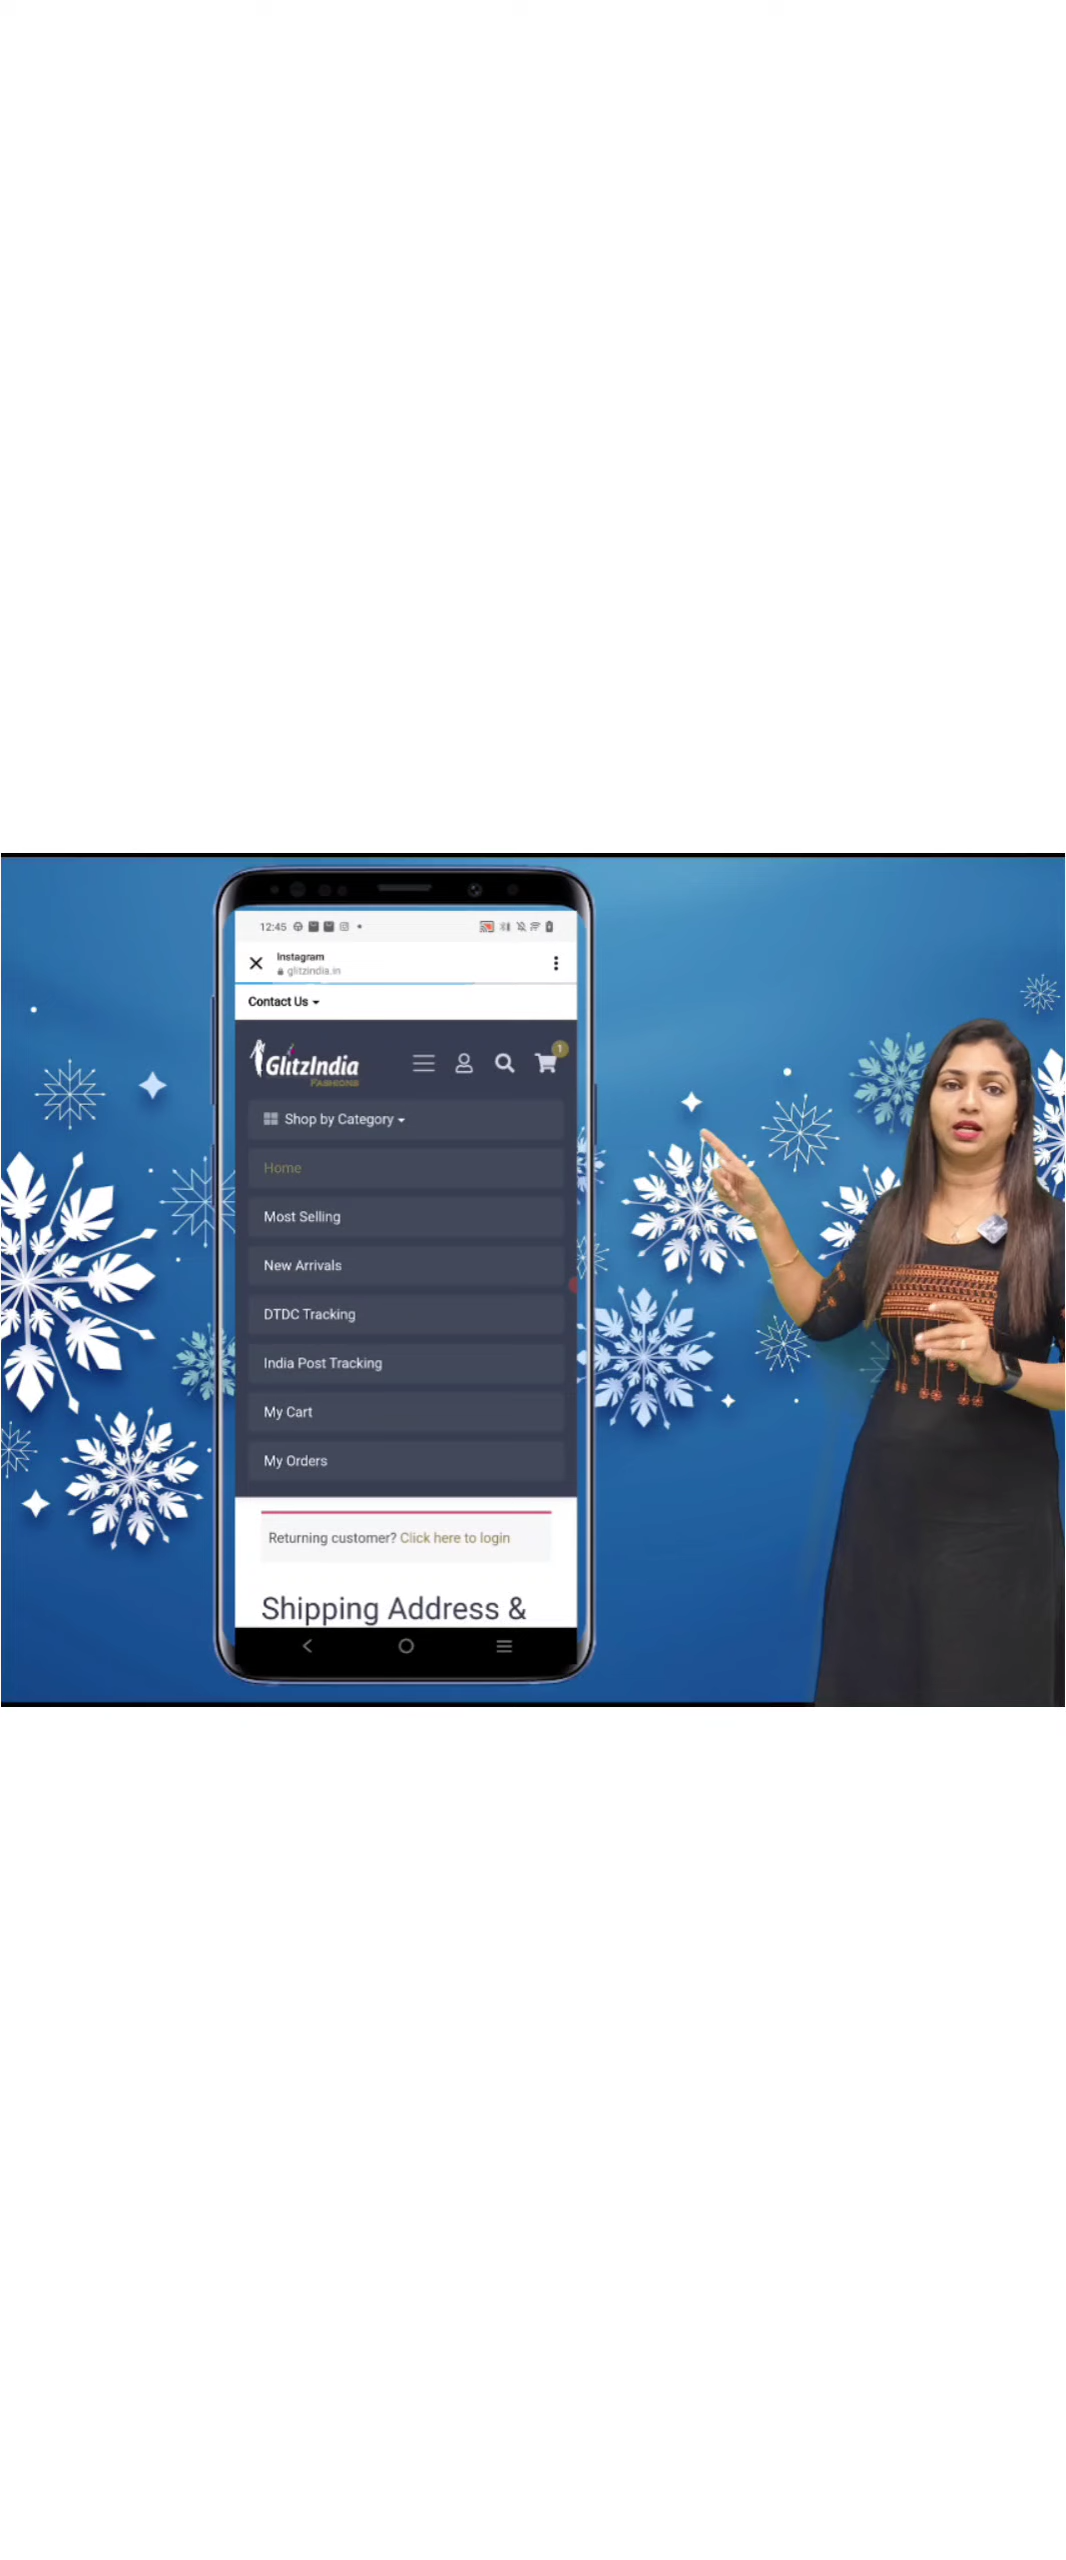 12:45
Instagram
glitzindia.in
Contact Us
GlitzIndia
FASHIONS
1
Shop by Category
Home
Most Selling
New Arrivals
DTDC Tracking
India Post Tracking
My Cart
My Orders
Returning customer? Click here to login
Shipping Address &